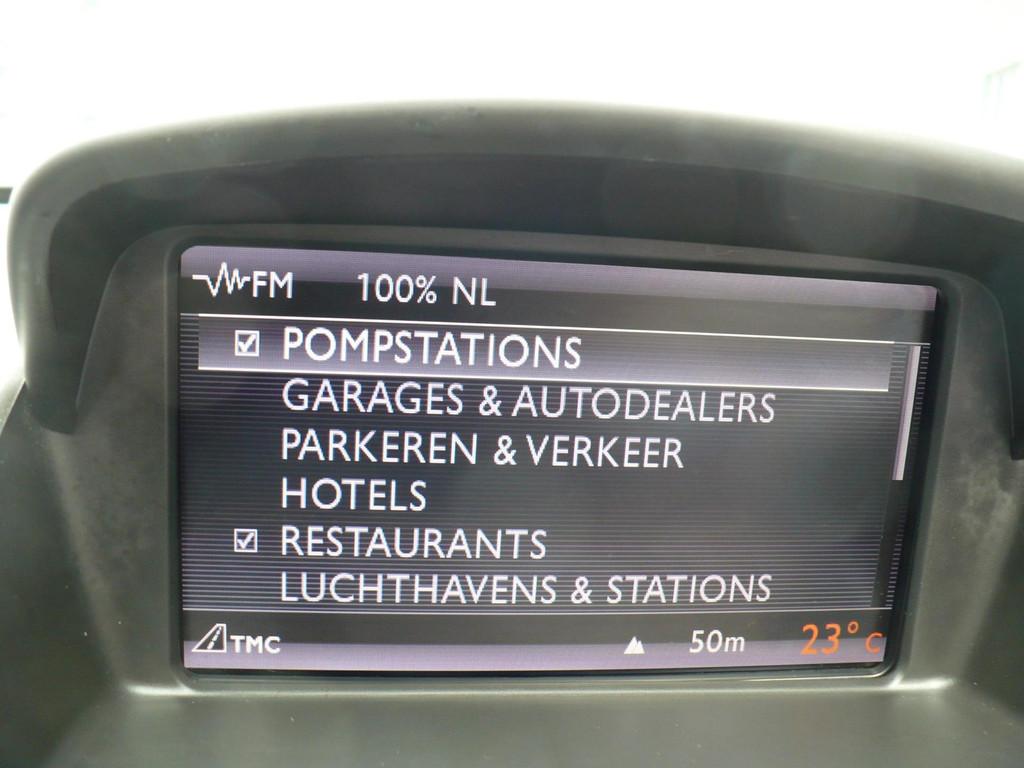 FM 100% NL
POMPSTATIONS
GARAGES & AUTODEALERS
PARKEREN & VERKEER
HOTELS
RESTAURANTS
LUCHTHAVENS & STATIONS
TMC 50m 23°C